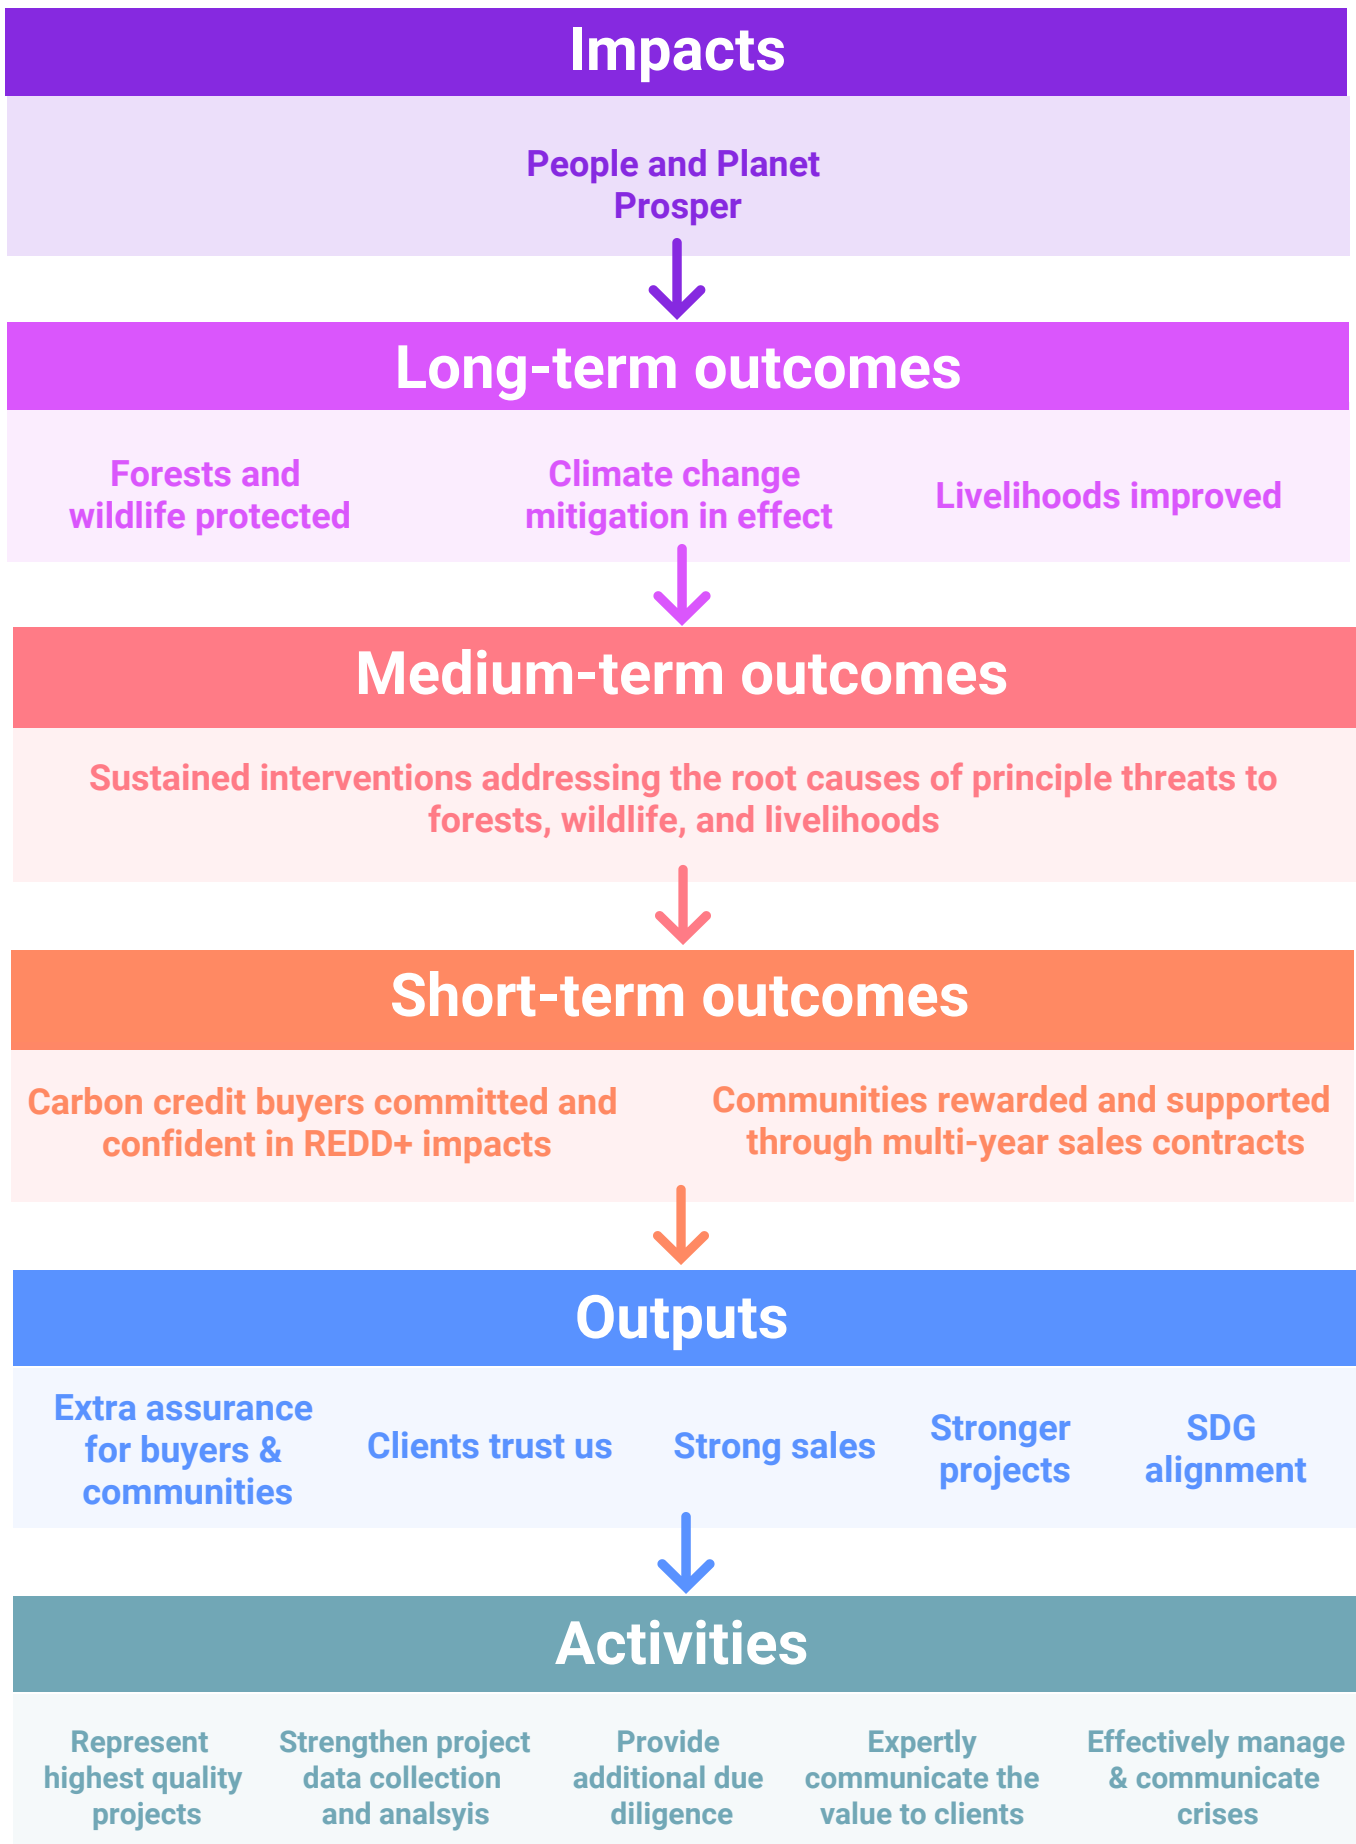 Impacts
People and Planet
Prosper
Long-term outcomes
Forests and
wildlife protected
Climate change
mitigation in effect
Livelihoods improved
Medium-term outcomes
Sustained interventions addressing the root causes of principle threats to
forests, wildlife, and livelihoods
Short-term outcomes
Carbon credit buyers committed and
confident in REDD+ impacts
Communities rewarded and supported
through multi-year sales contracts
Outputs
Extra assurance
for buyers &
communities
Clients trust us
Strong sales
Stronger
projects
SDG
alignment
Activities
Represent
highest quality
projects
Strengthen project
data collection
and analsyis
Provide
additional due
diligence
Expertly
communicate the
value to clients
Effectively manage
& communicate
crises